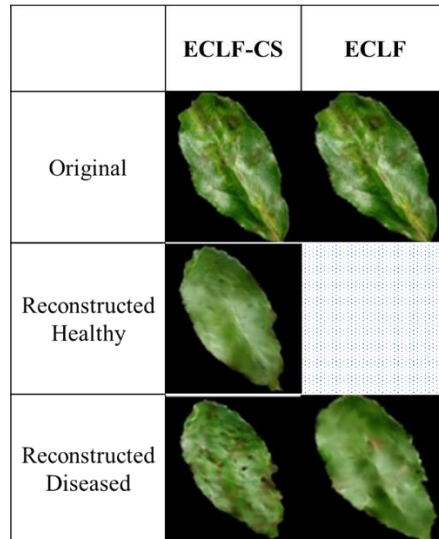 ECLF-CS ECLF
Original
Reconstructed
Healthy
Reconstructed
Diseased